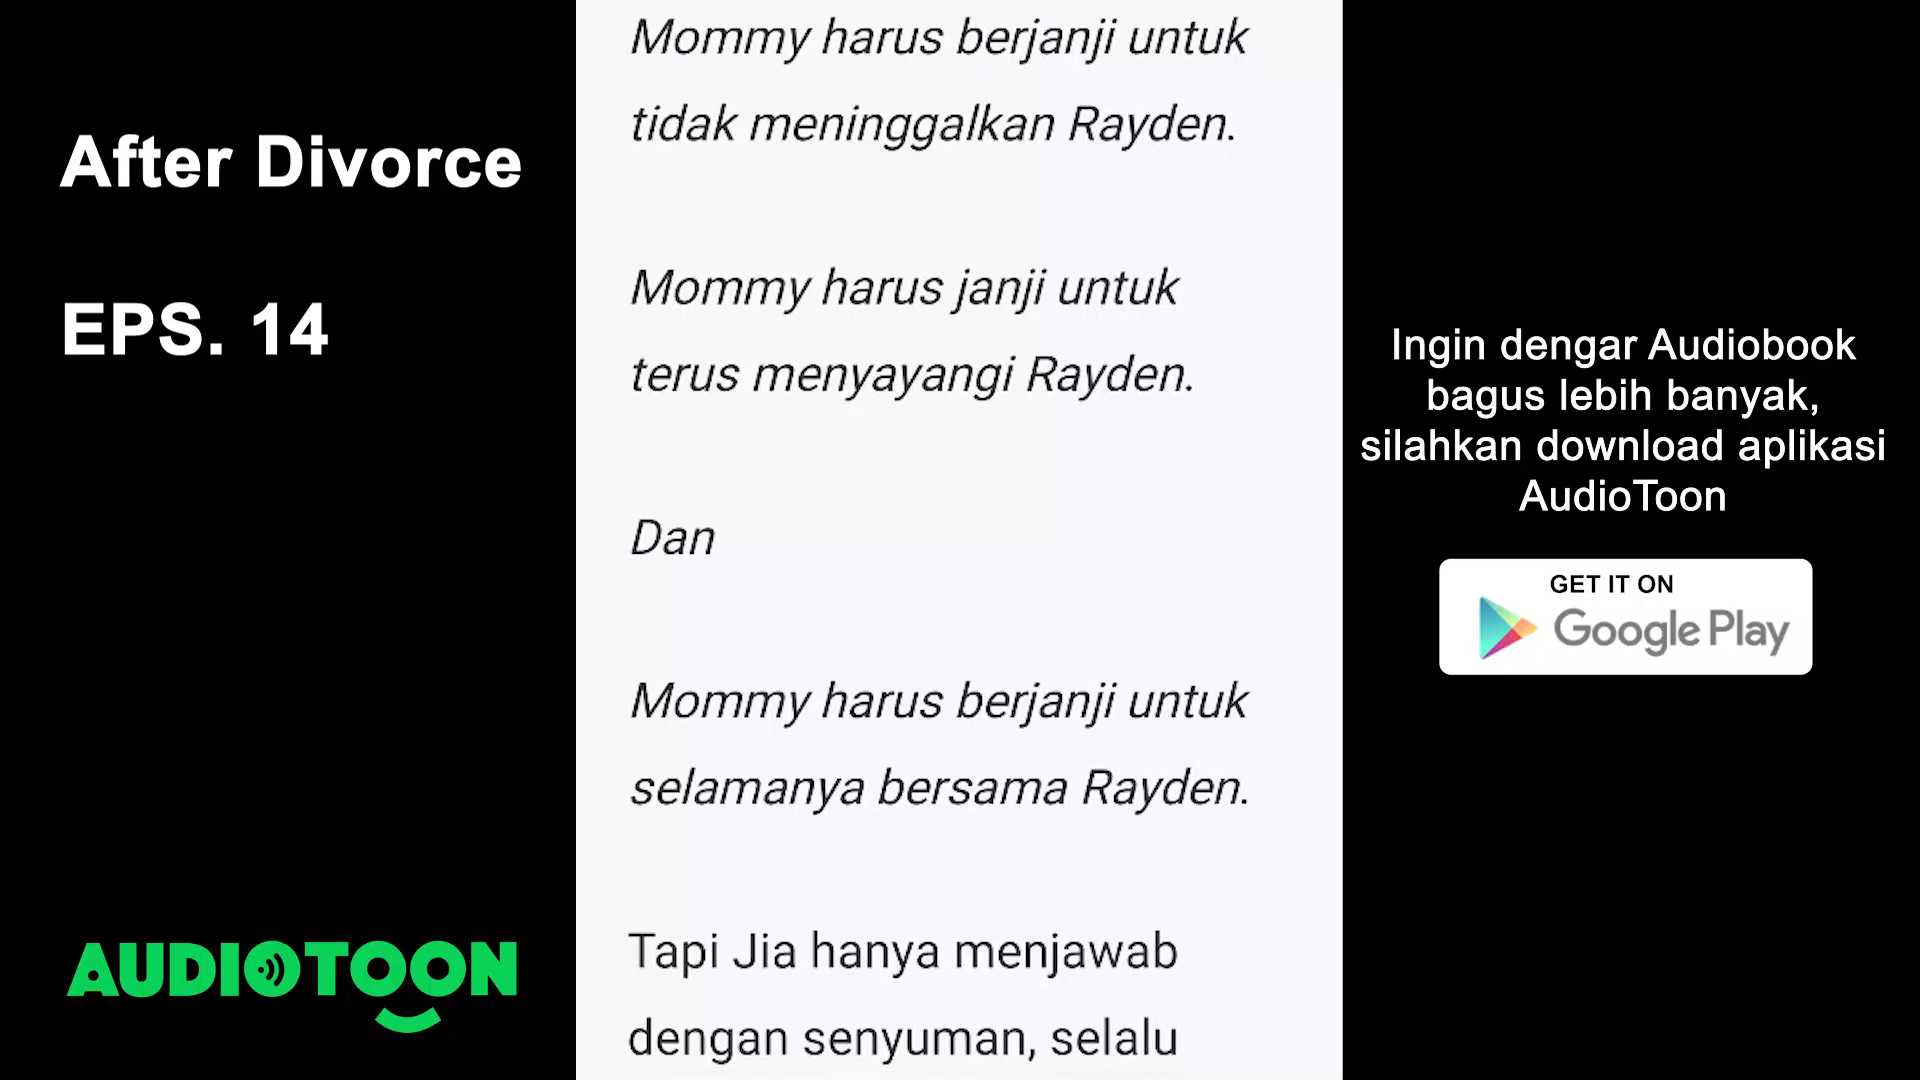 After Divorce
EPS. 14
AUDIOTOON
Mommy harus berjanji untuk
tidak meninggalkan Rayden.
Mommy harus janji untuk
terus menyayangi Rayden.
Dan
Mommy harus berjanji untuk
selamanya bersama Rayden.
Tapi Jia hanya menjawab
dengan senyuman, selalu
Ingin dengar Audiobook
bagus lebih banyak,
silahkan download aplikasi
AudioToon
GET IT ON
Google Play